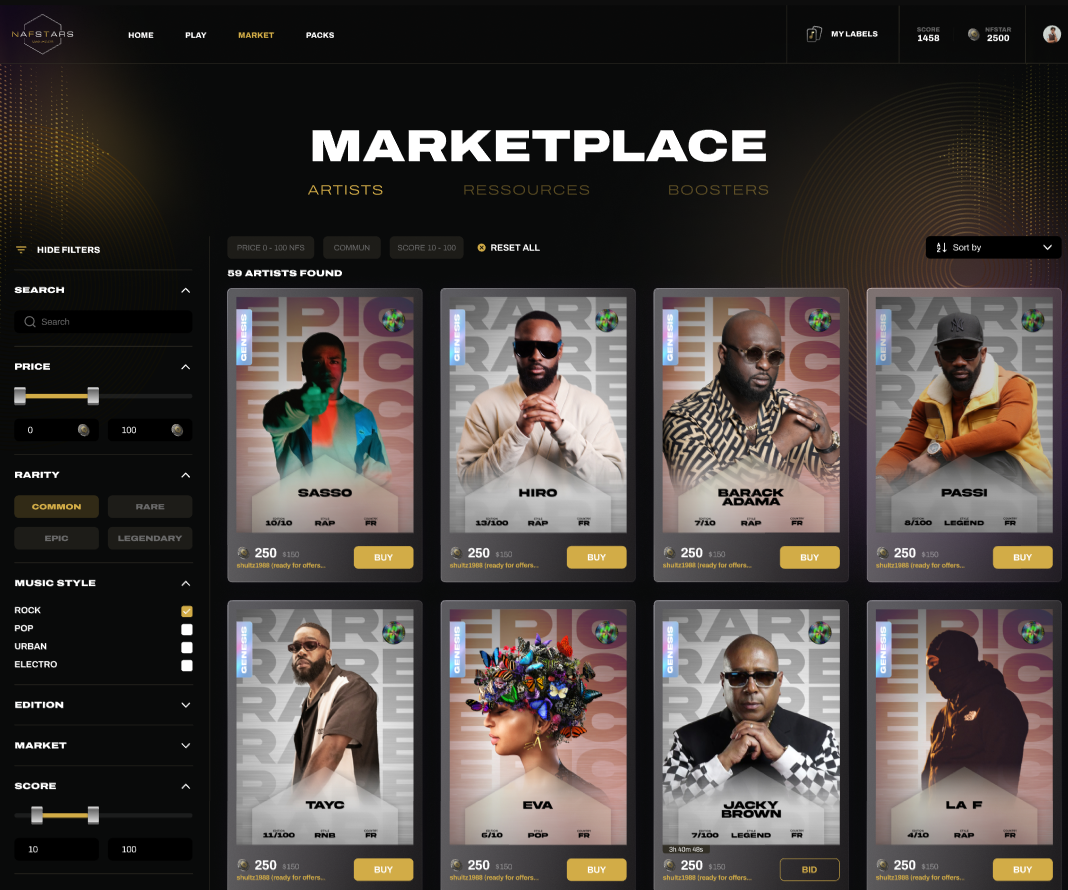 NAFSTARS
HOME
PLAY
MARKET
PACKS
MY LABELS
SCORE
1458
NFSTAR
2500
MARKETPLACE
ARTISTS
RESSOURCES
BOOSTERS
HIDE FILTERS
PRICE 0 - 100 NFS
COMMUN
SCORE 10 - 100
RESET ALL
Sort by
59 ARTISTS FOUND
SEARCH
Search
PRICE
0
100
RARITY
COMMON
RARE
EPIC
LEGENDARY
MUSIC STYLE
ROCK
POP
URBAN
ELECTRO
EDITION
MARKET
SCORE
10
100
EPIC
GENESIS
SASSO
10/10
RAP
FR
250
$150
shultz1988 (ready for offers...
BUY
RARE
GENESIS
HIRO
13/100
RAP
FR
250
$150
shultz1988 (ready for offers...
BUY
EPIC
GENESIS
BARACK
ADAMA
7/10
RAP
FR
250
$150
shultz1988 (ready for offers...
BUY
RARE
GENESIS
PASSI
8/100
LEGEND
FR
250
$150
shultz1988 (ready for offers...
BUY
RARE
GENESIS
TAYC
11/100
RNB
FR
250
$150
shultz1988 (ready for offers...
BUY
EPIC
GENESIS
EVA
6/10
POP
FR
250
$150
shultz1988 (ready for offers...
BUY
RARE
GENESIS
JACKY
BROWN
7/100
LEGEND
FR
3h 40m 48s
250
$150
shultz1988 (ready for offers...
BID
EPIC
GENESIS
LA F
4/10
RAP
FR
250
$150
shultz1988 (ready for offers...
BUY